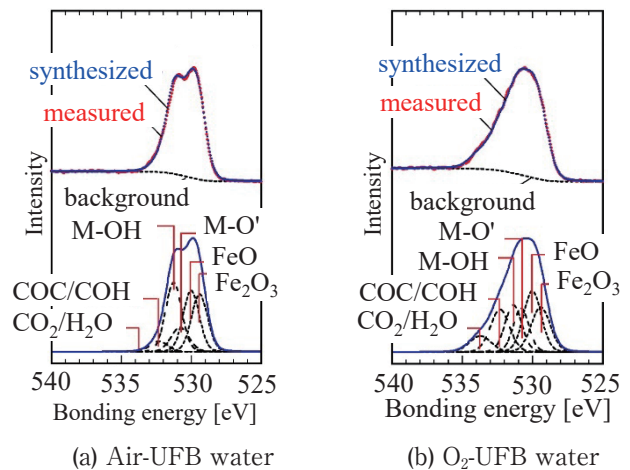 synthesized
measured
background
Intensity
M-OH
M-O'
FeO
Fe₂O₃
COC/COH
CO₂/H₂O
540 535 530 525
Bonding energy [eV]
(a) Air-UFB water
synthesized
measured
background
Intensity
M-O'
M-OH
FeO
Fe₂O₃
COC/COH
CO₂/H₂O
540 535 530 525
Bonding energy [eV]
(b) O₂-UFB water